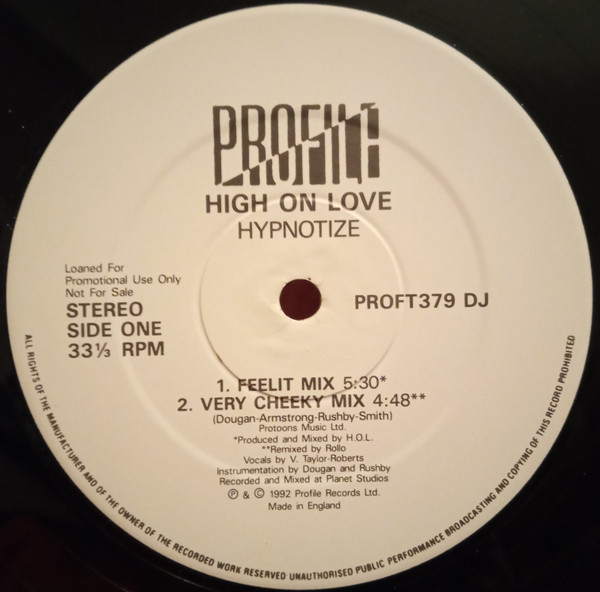 PROFILE
HIGH ON LOVE
HYPNOTIZE
Loaned For
Promotional Use Only
Not For Sale
STEREO
SIDE ONE
33⅓ RPM
PROFT379 DJ
1. FEELIT MIX 5:30*
2. VERY CHEEKY MIX 4:48**
(Dougan-Armstrong-Rushby-Smith)
Protoons Music Ltd.
*Produced and Mixed by H.O.L.
**Remixed by Rollo
Vocals by V. Taylor-Roberts
Instrumentation by Dougan and Rushby
Recorded and Mixed at Planet Studios
℗ & © 1992 Profile Records Ltd.
Made in England
ALL RIGHTS OF THE MANUFACTURER AND OF THE OWNER OF THE RECORDED WORK RESERVED UNAUTHORISED PUBLIC PERFORMANCE BROADCASTING AND COPYING OF THIS RECORD PROHIBITED